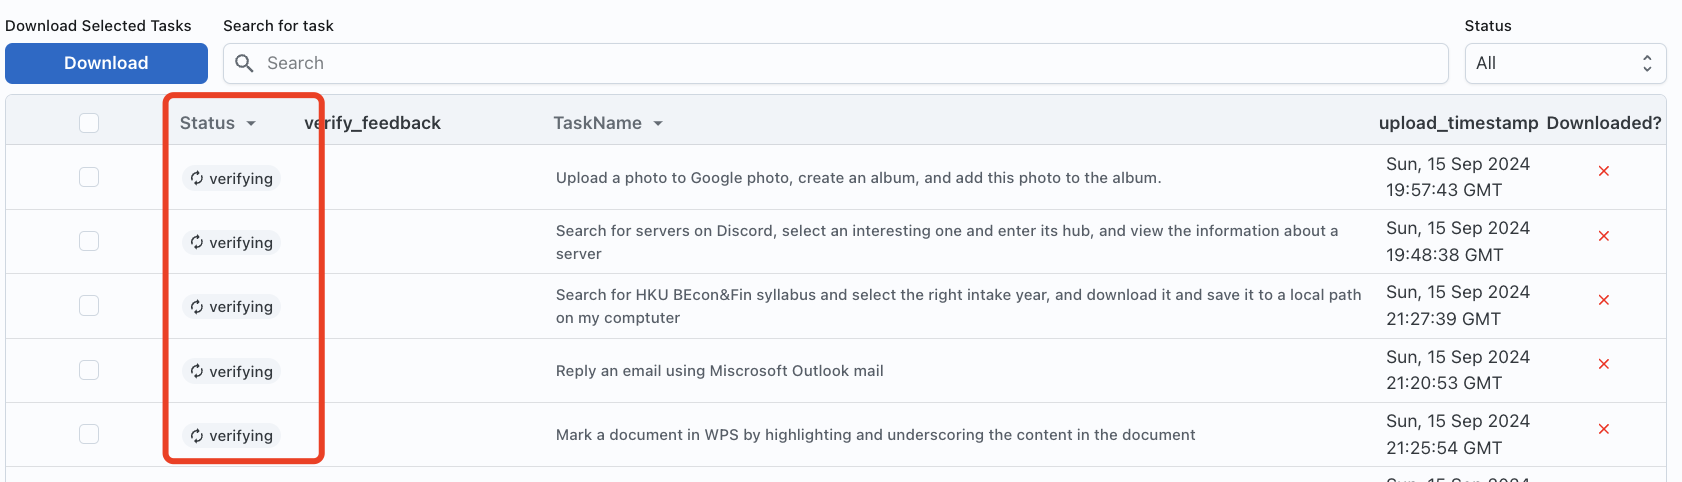 Download Selected Tasks
Search for task
Status
Download
Search
All
Status
verify_feedback
TaskName
upload_timestamp
Downloaded?
verifying
Upload a photo to Google photo, create an album, and add this photo to the album.
Sun, 15 Sep 2024
19:57:43 GMT
verifying
Search for servers on Discord, select an interesting one and enter its hub, and view the information about a
server
Sun, 15 Sep 2024
19:48:38 GMT
verifying
Search for HKU BEcon&Fin syllabus and select the right intake year, and download it and save it to a local path
on my comptuter
Sun, 15 Sep 2024
21:27:39 GMT
verifying
Reply an email using Miscrosoft Outlook mail
Sun, 15 Sep 2024
21:20:53 GMT
verifying
Mark a document in WPS by highlighting and underscoring the content in the document
Sun, 15 Sep 2024
21:25:54 GMT